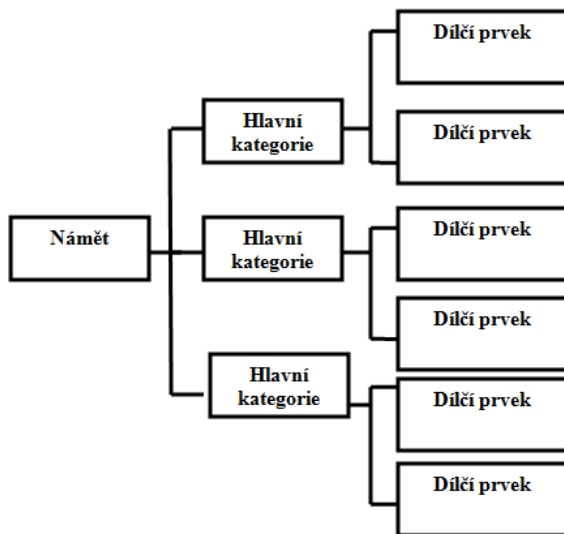 Námět
Hlavní
kategorie
Dílčí prvek
Dílčí prvek
Hlavní
kategorie
Dílčí prvek
Dílčí prvek
Hlavní
kategorie
Dílčí prvek
Dílčí prvek